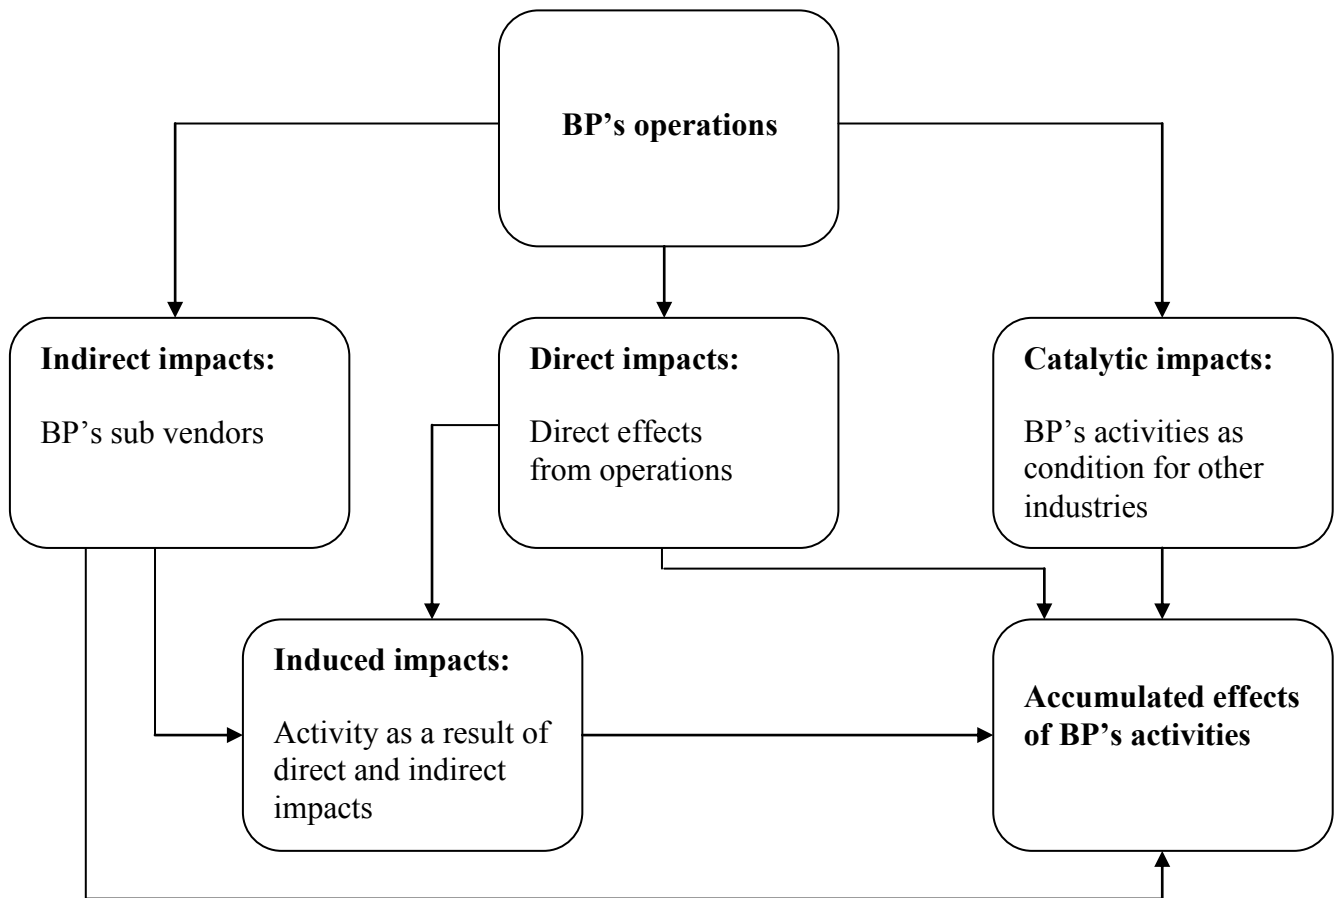 BP’s operations
Indirect impacts:
BP’s sub vendors
Direct impacts:
Direct effects
from operations
Catalytic impacts:
BP’s activities as
condition for other
industries
Induced impacts:
Activity as a result of
direct and indirect
impacts
Accumulated effects
of BP’s activities